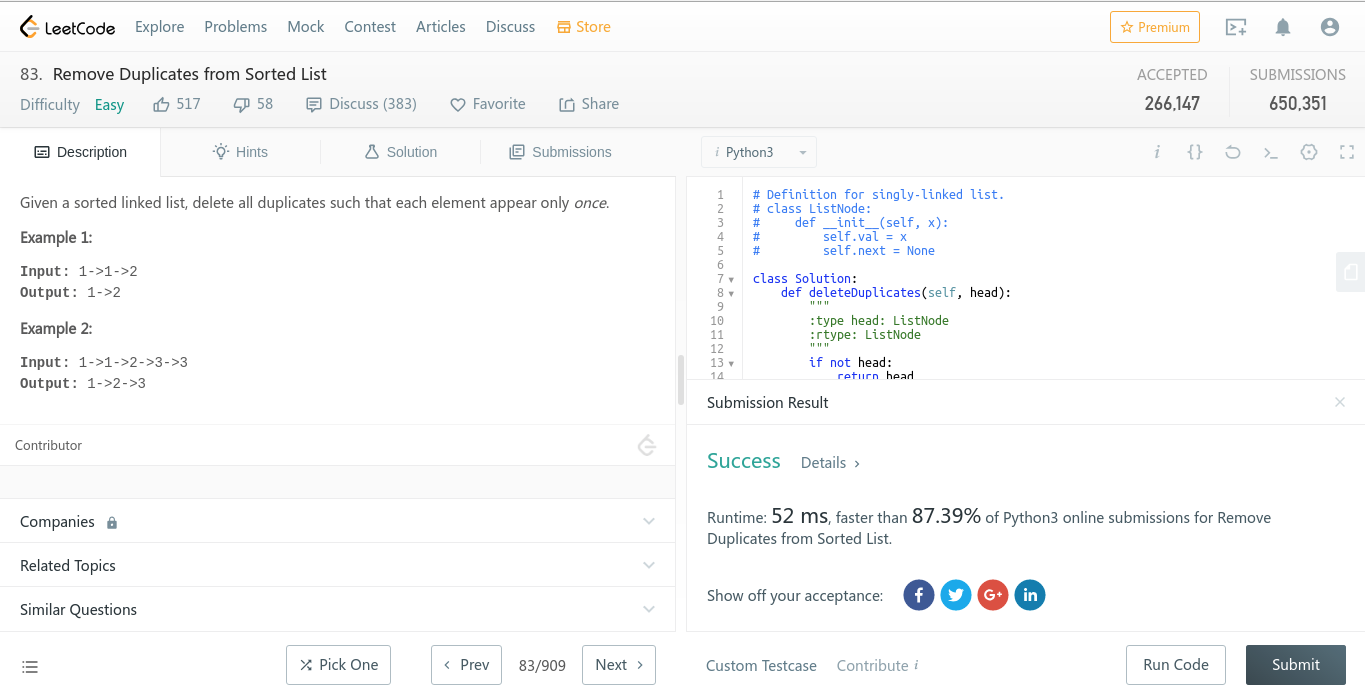 LeetCode Explore Problems Mock Contest Articles Discuss Store Premium
83. Remove Duplicates from Sorted List
ACCEPTED SUBMISSIONS
Difficulty Easy 517 58 Discuss (383) Favorite Share
266,147 650,351
Description Hints Solution Submissions
Given a sorted linked list, delete all duplicates such that each element appear only once.
Example 1:
Input: 1->1->2
Output: 1->2
Example 2:
Input: 1->1->2->3->3
Output: 1->2->3
Contributor
Companies
Related Topics
Similar Questions
Pick One Prev 83/909 Next
i Python3
1 # Definition for singly-linked list.
2 # class ListNode:
3 #     def __init__(self, x):
4 #         self.val = x
5 #         self.next = None
6
7 class Solution:
8     def deleteDuplicates(self, head):
9         """
10         :type head: ListNode
11         :rtype: ListNode
12         """
13         if not head:
14             return head
Submission Result
Success Details
Runtime: 52 ms, faster than 87.39% of Python3 online submissions for Remove
Duplicates from Sorted List.
Show off your acceptance: f G+ in
Custom Testcase Contribute i Run Code Submit